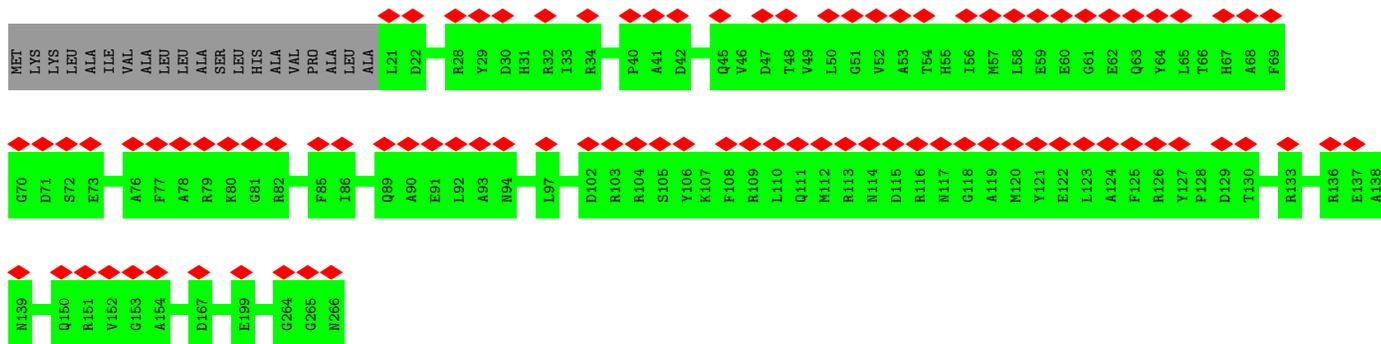 MET LYS LYS LEU ALA ILE VAL ALA LEU LEU ALA SER LEU HIS ALA VAL PRO ALA LEU ALA L21 D22 R28 Y29 D30 H31 R32 I33 R34 P40 A41 D42 Q45 V46 D47 T48 V49 L50 G51 V52 A53 T54 H55 I56 M57 L58 E59 E60 G61 E62 Q63 Y64 L65 T66 H67 A68 F69
G70 D71 S72 E73 A76 F77 A78 R79 K80 G81 R82 F85 I86 Q89 A90 E91 L92 A93 N94 L97 D102 R103 R104 S105 Y106 K107 F108 R109 L110 Q111 M112 R113 N114 D115 R116 N117 G118 A119 M120 Y121 E122 L123 A124 F125 R126 Y127 P128 D129 T130 R133 R136 E137 A138
N139 Q150 R151 V152 G153 A154 D167 E199 G264 G265 N266